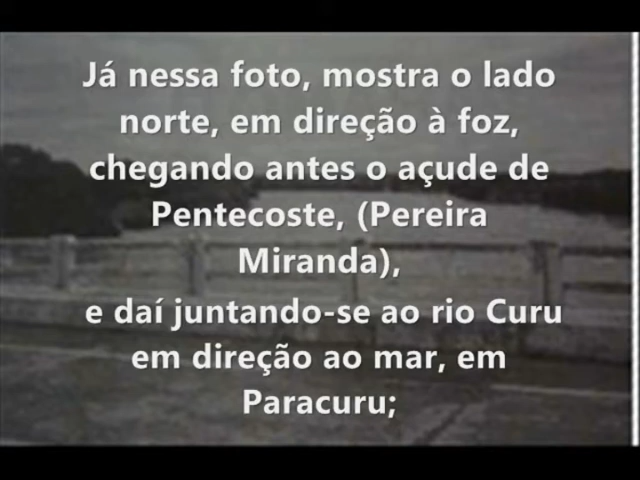 Já nessa foto, mostra o lado
norte, em direção à foz,
chegando antes o açude de
Pentecoste, (Pereira
Miranda),
e daí juntando-se ao rio Curu
em direção ao mar, em
Paracuru;